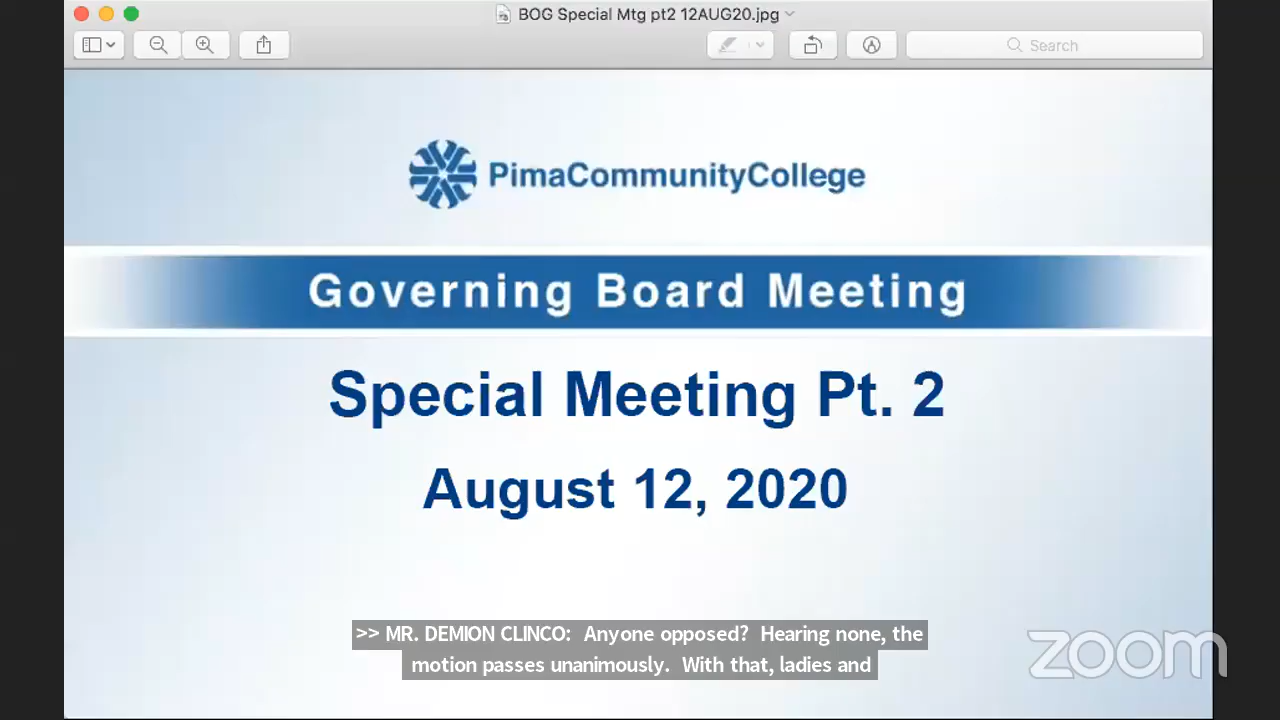 BOG Special Mtg pt2 12AUG20.jpg
Search
PimaCommunityCollege
Governing Board Meeting
Special Meeting Pt. 2
August 12, 2020
>> MR. DEMION CLINCO:  Anyone opposed?  Hearing none, the
motion passes unanimously.  With that, ladies and
zoom